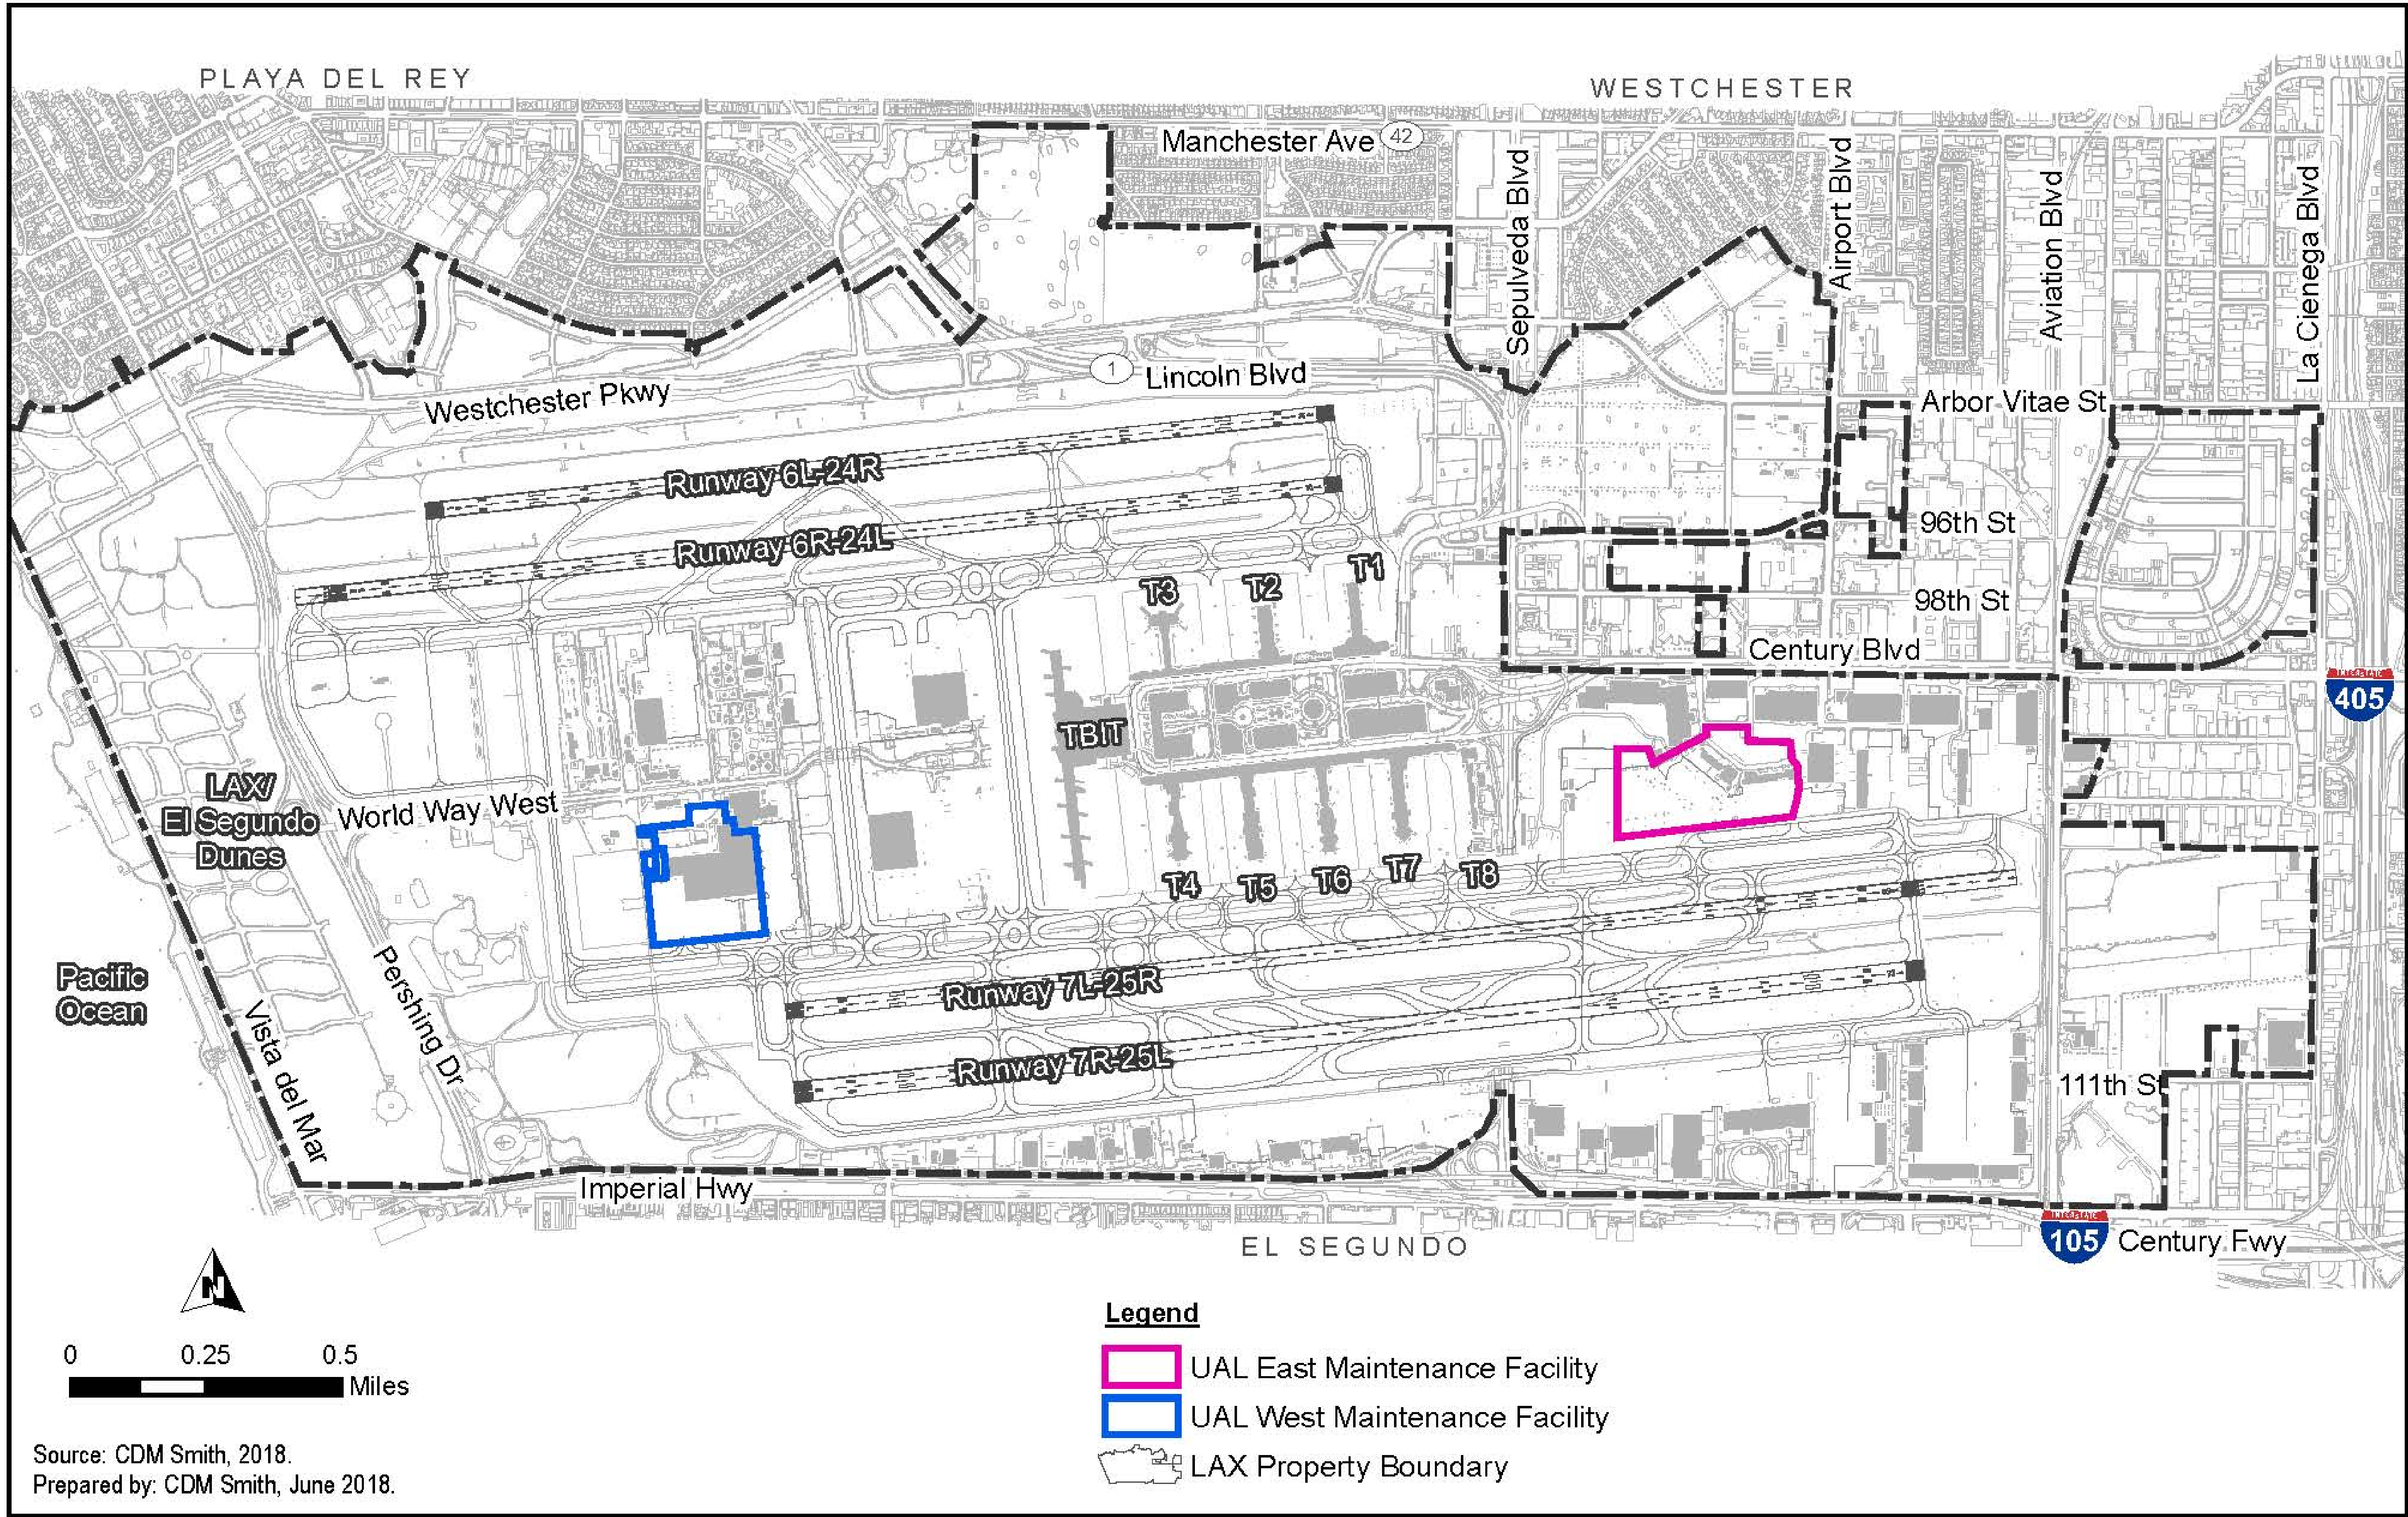 PLAYA DEL REY
WESTCHESTER
Manchester Ave 42
Sepulveda Blvd
Airport Blvd
Aviation Blvd
La Cienega Blvd
1 Lincoln Blvd
Westchester Pkwy
Arbor Vitae St
Runway 6L-24R
Runway 6R-24L
96th St
T3
T2
T1
98th St
Century Blvd
INTERSTATE
405
TBIT
LAX/
El Segundo
Dunes
World Way West
T4
T5
T6
T7
T8
Pacific
Ocean
Pershing Dr
Vista del Mar
Runway 7L-25R
Runway 7R-25L
111th St
Imperial Hwy
INTERSTATE
105 Century Fwy
EL SEGUNDO
N
0 0.25 0.5
Miles
Legend
UAL East Maintenance Facility
UAL West Maintenance Facility
LAX Property Boundary
Source: CDM Smith, 2018.
Prepared by: CDM Smith, June 2018.